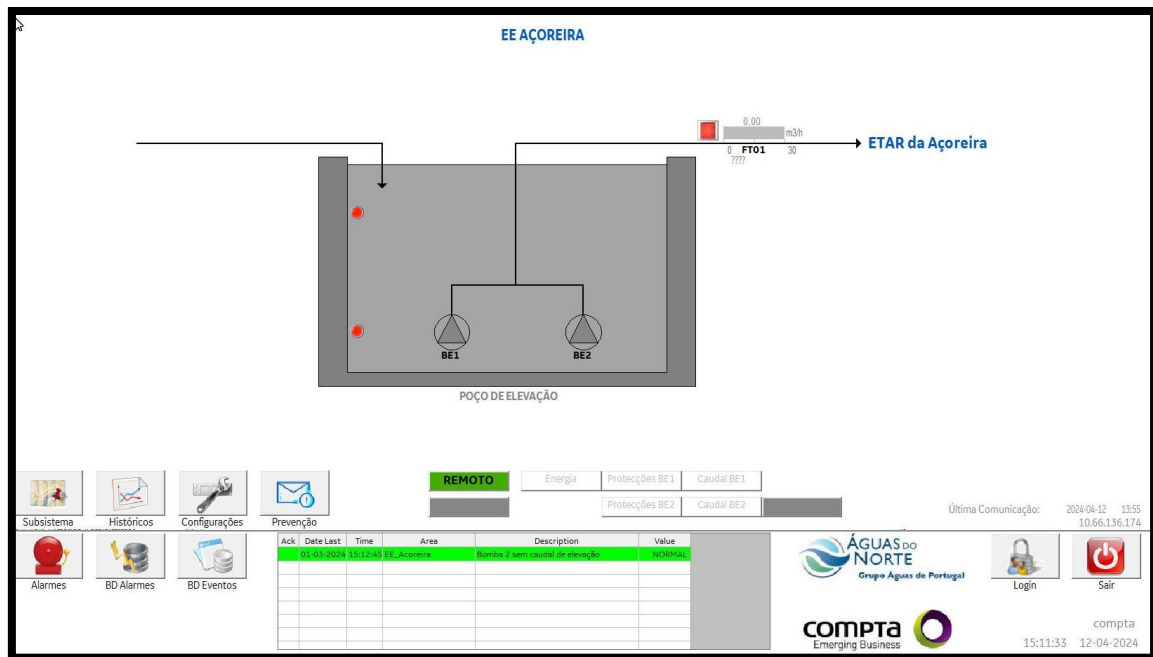 EE AÇOREIRA
0,00
m3/h
0 FT01 30
????
ETAR da Açoreira
BE1 BE2
POÇO DE ELEVAÇÃO
REMOTO Energia Protecções BE1 Caudal BE1
Protecções BE2 Caudal BE2
Subsistema Históricos Configurações Prevenção
Última Comunicação: 2024-04-12 13:55
10.66.136.174
Ack Date Last Time Area Description Value
01-03-2024 15:12:45 EE_Acoreira Bomba 2 sem caudal de elevação NORMAL
Alarmes BD Alarmes BD Eventos
ÁGUAS DO
NORTE
Grupo Águas de Portugal
Login Sair
compta
Emerging Business
compta
15:11:33 12-04-2024